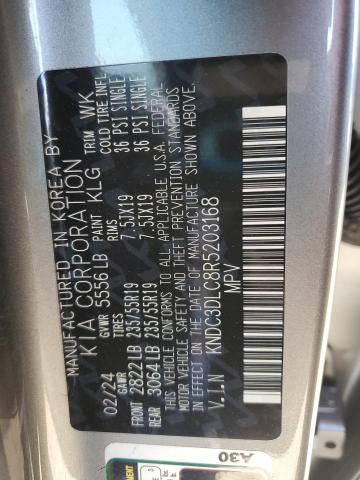 MANUFACTURED IN KOREA BY
KIA CORPORATION
02/24 GVWR 5556 LB PAINT KLG TRIM WK
GAWR TIRES RIMS COLD TIRE INFL
FRONT 2822 LB 235/55R19 7.5JX19 36 PSI SINGLE
REAR 3064 LB 235/55R19 7.5JX19 36 PSI SINGLE
THIS VEHICLE CONFORMS TO ALL APPLICABLE U.S.A. FEDERAL
MOTOR VEHICLE SAFETY AND THEFT PREVENTION STANDARDS
IN EFFECT ON THE DATE OF MANUFACTURE SHOWN ABOVE.
V.I.N KNDC3DLC8R5203168
MPV
A30